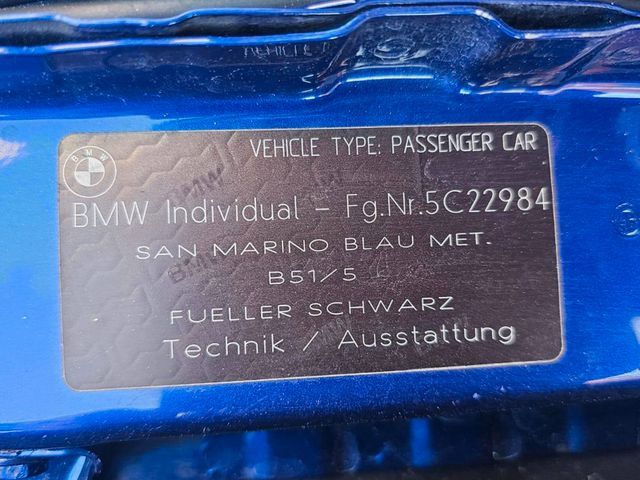 VEHICLE
VEHICLE TYPE: PASSENGER CAR
BMW
BMW Individual - Fg.Nr.5C22984
SAN MARINO BLAU MET.
B51/5
FUELLER SCHWARZ
Technik / Ausstattung